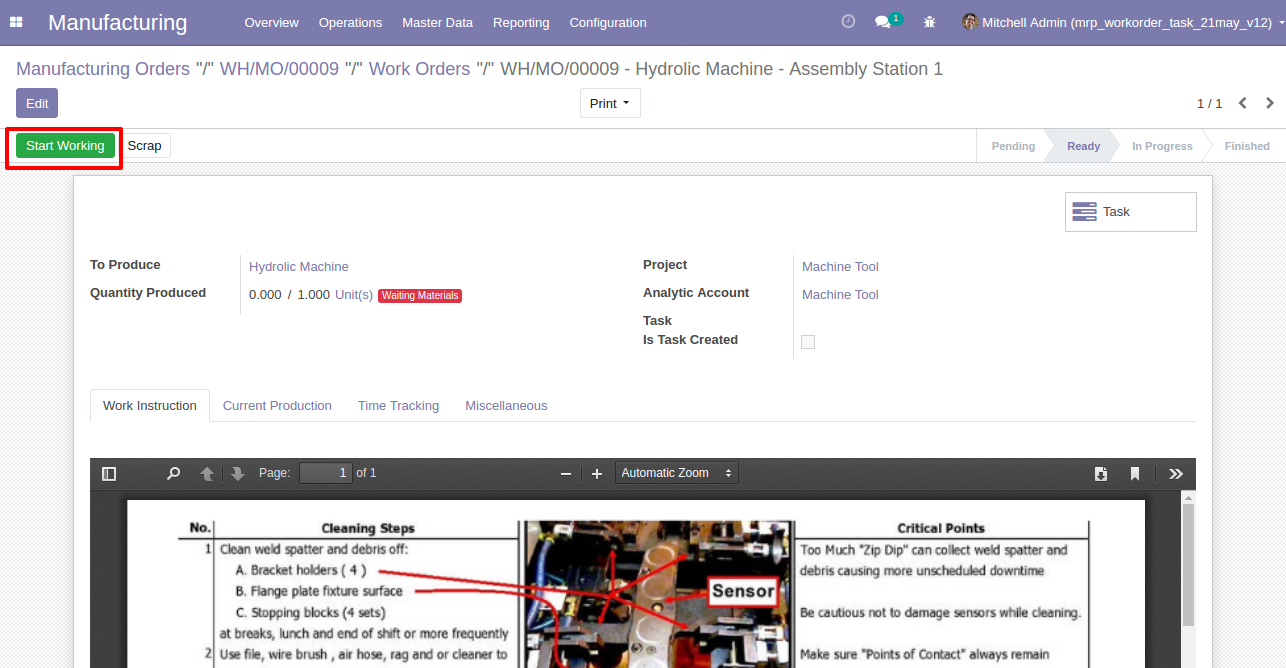 Manufacturing Overview Operations Master Data Reporting Configuration 1 Mitchell Admin (mrp_workorder_task_21may_v12)
Manufacturing Orders "/" WH/MO/00009 "/" Work Orders "/" WH/MO/00009 - Hydrolic Machine - Assembly Station 1
Edit Print 1 / 1
Start Working Scrap Pending Ready In Progress Finished
Task
To Produce Hydrolic Machine
Quantity Produced 0.000 / 1.000 Unit(s) Waiting Materials
Project Machine Tool
Analytic Account Machine Tool
Task
Is Task Created
Work Instruction Current Production Time Tracking Miscellaneous
Page: 1 of 1 Automatic Zoom
No. Cleaning Steps
1 Clean weld spatter and debris off:
A. Bracket holders ( 4 )
B. Flange plate fixture surface
C. Stopping blocks (4 sets)
at breaks, lunch and end of shift or more frequently
2 Use file, wire brush , air hose, rag and or cleaner to
Sensor
Critical Points
Too Much "Zip Dip" can collect weld spatter and
debris causing more unscheduled downtime
Be cautious not to damage sensors while cleaning.
Make sure "Points of Contact" always remain